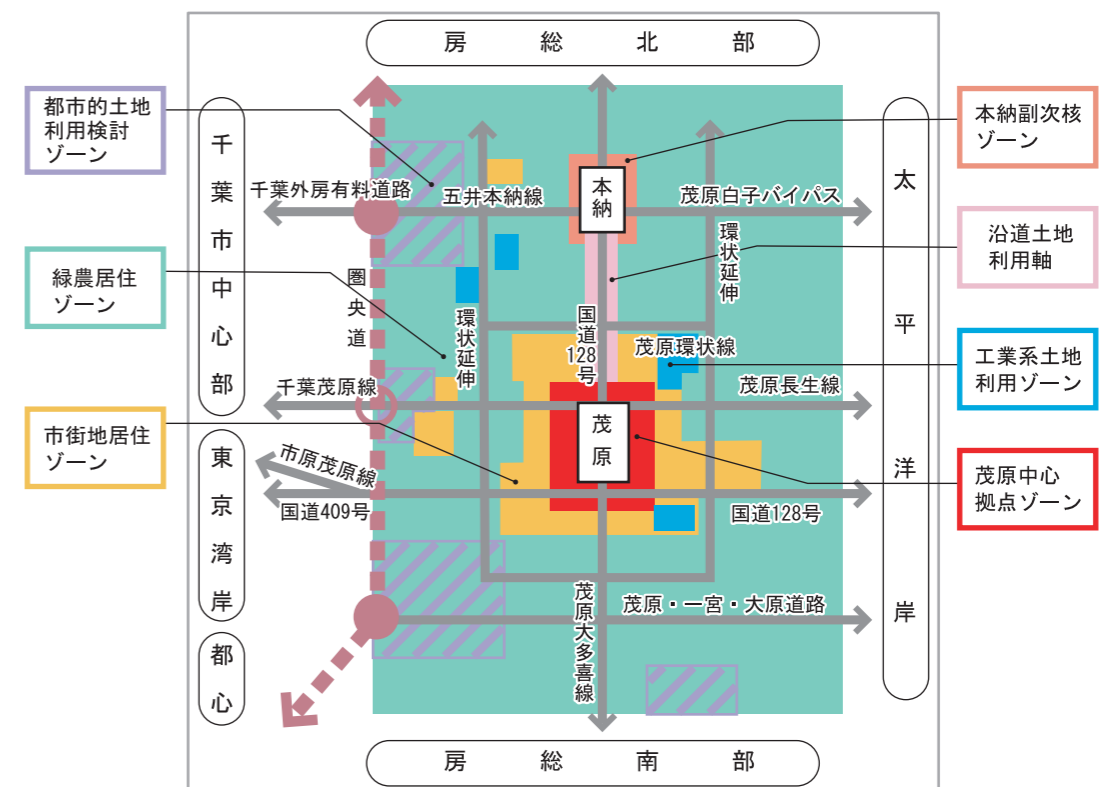 房総北部
都市的土地
利用検討
ゾーン
千葉市中心部
本納副次核
ゾーン
太平洋岸
本納
千葉外房有料道路
五井本納線
茂原白子バイパス
沿道土地
利用軸
環状延伸
緑農居住
ゾーン
圏央道
国道128号
環状延伸
茂原環状線
工業系土地
利用ゾーン
千葉茂原線
茂原長生線
茂原
市街地居住
ゾーン
東京湾岸
市原茂原線
茂原中心
拠点ゾーン
国道409号
国道128号
茂原大多喜線
茂原・一宮・大原道路
都心
房総南部